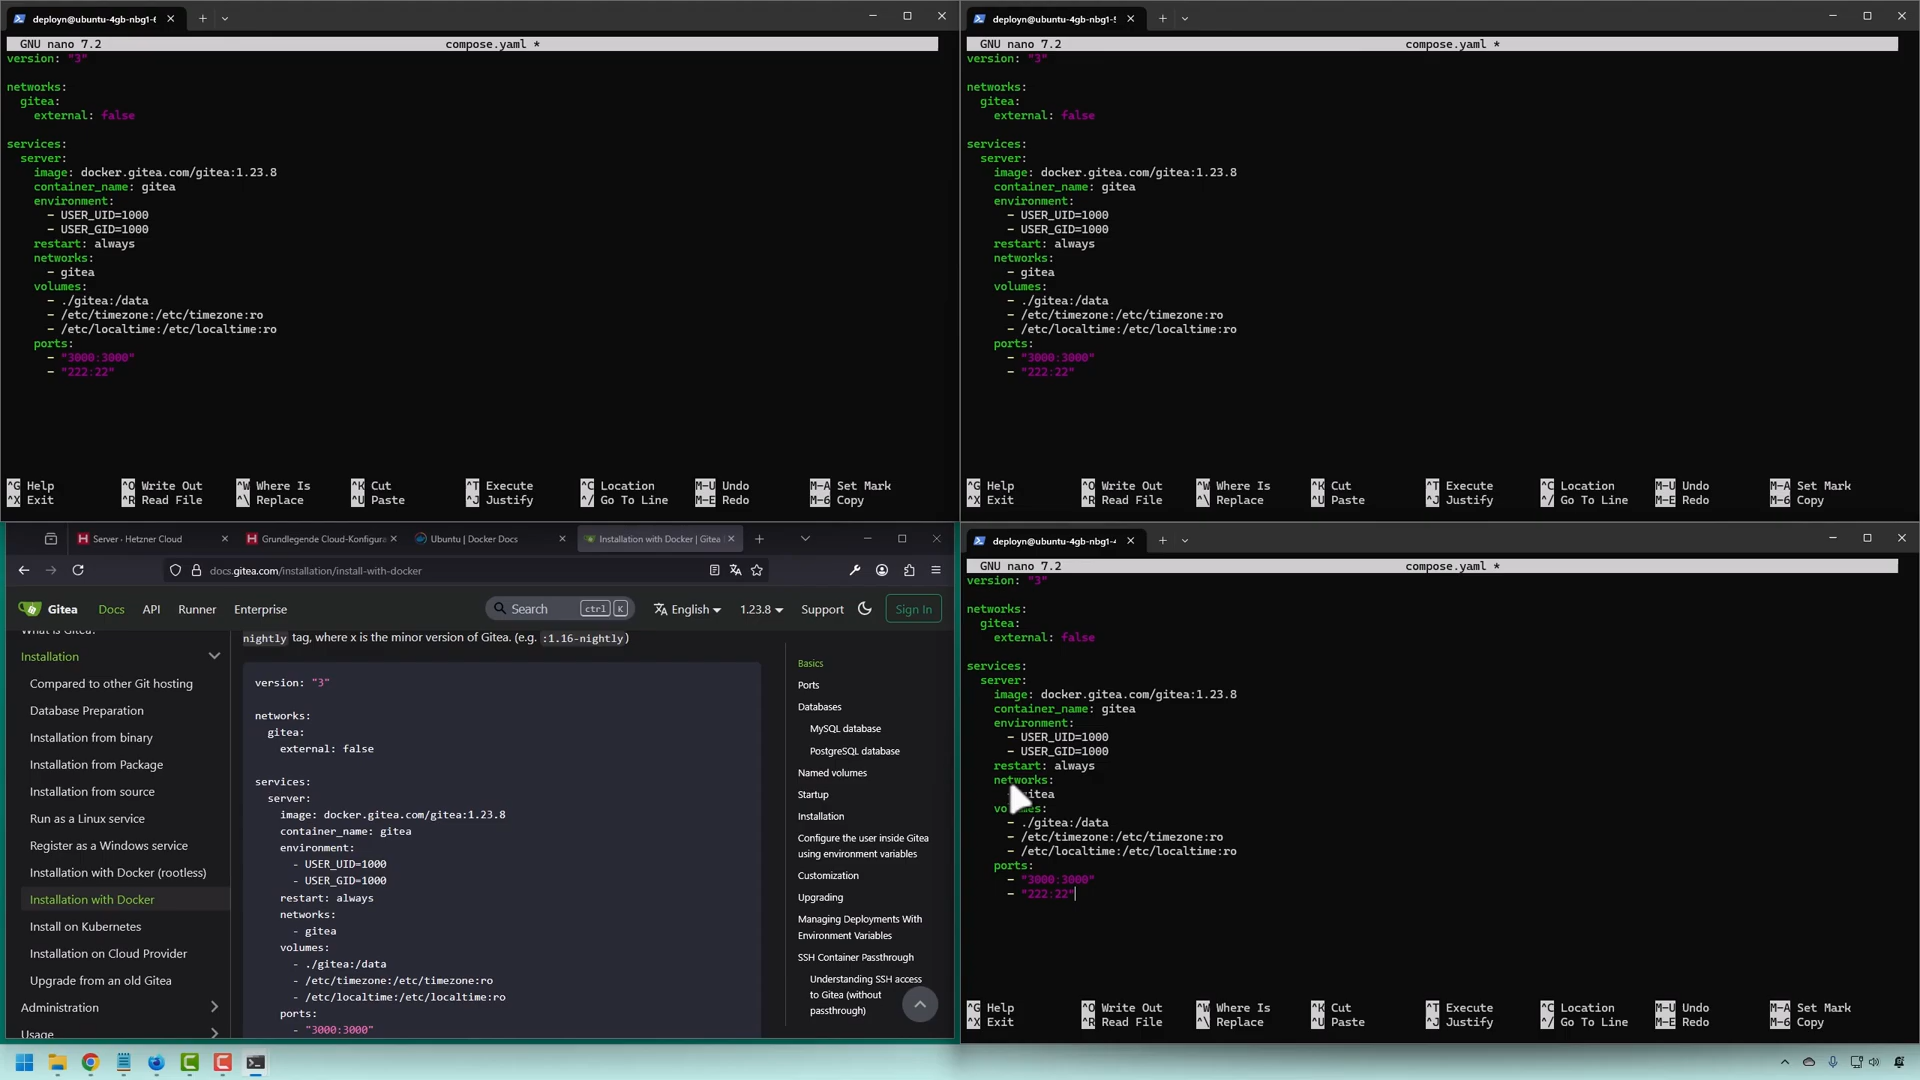 deployn@ubuntu-4gb-nbg1-6
GNU nano 7.2 compose.yaml *
version: "3"
networks:
gitea:
external: false
services:
server:
image: docker.gitea.com/gitea:1.23.8
container_name: gitea
environment:
- USER_UID=1000
- USER_GID=1000
restart: always
networks:
- gitea
volumes:
- ./gitea:/data
- /etc/timezone:/etc/timezone:ro
- /etc/localtime:/etc/localtime:ro
ports:
- "3000:3000"
- "222:22"
^G Help ^O Write Out ^W Where Is ^K Cut ^T Execute ^C Location M-U Undo M-A Set Mark
^X Exit ^R Read File ^\ Replace ^U Paste ^J Justify ^/ Go To Line M-E Redo M-6 Copy
deployn@ubuntu-4gb-nbg1-
GNU nano 7.2 compose.yaml *
version: "3"
networks:
gitea:
external: false
services:
server:
image: docker.gitea.com/gitea:1.23.8
container_name: gitea
environment:
- USER_UID=1000
- USER_GID=1000
restart: always
networks:
- gitea
volumes:
- ./gitea:/data
- /etc/timezone:/etc/timezone:ro
- /etc/localtime:/etc/localtime:ro
ports:
- "3000:3000"
- "222:22"
^G Help ^O Write Out ^W Where Is ^K Cut ^T Execute ^C Location M-U Undo M-A Set Mark
^X Exit ^R Read File ^\ Replace ^U Paste ^J Justify ^/ Go To Line M-E Redo M-6 Copy
Server · Hetzner Cloud
Grundlegende Cloud-Konfigura
Ubuntu | Docker Docs
Installation with Docker | Gitea
docs.gitea.com/installation/install-with-docker
Gitea Docs API Runner Enterprise Search ctrl K English 1.23.8 Support Sign In
What is Gitea?
Installation
Compared to other Git hosting
Database Preparation
Installation from binary
Installation from Package
Installation from source
Run as a Linux service
Register as a Windows service
Installation with Docker (rootless)
Installation with Docker
Install on Kubernetes
Installation on Cloud Provider
Upgrade from an old Gitea
Administration
Usage
nightly tag, where x is the minor version of Gitea. (e.g. :1.16-nightly)
version: "3"
networks:
gitea:
external: false
services:
server:
image: docker.gitea.com/gitea:1.23.8
container_name: gitea
environment:
- USER_UID=1000
- USER_GID=1000
restart: always
networks:
- gitea
volumes:
- ./gitea:/data
- /etc/timezone:/etc/timezone:ro
- /etc/localtime:/etc/localtime:ro
ports:
- "3000:3000"
Basics
Ports
Databases
MySQL database
PostgreSQL database
Named volumes
Startup
Installation
Configure the user inside Gitea
using environment variables
Customization
Upgrading
Managing Deployments With
Environment Variables
SSH Container Passthrough
Understanding SSH access
to Gitea (without
passthrough)
deployn@ubuntu-4gb-nbg1-
GNU nano 7.2 compose.yaml *
version: "3"
networks:
gitea:
external: false
services:
server:
image: docker.gitea.com/gitea:1.23.8
container_name: gitea
environment:
- USER_UID=1000
- USER_GID=1000
restart: always
networks:
gitea
- ./gitea:/data
- /etc/timezone:/etc/timezone:ro
- /etc/localtime:/etc/localtime:ro
ports:
- "3000:3000"
- "222:22"
^G Help ^O Write Out ^W Where Is ^K Cut ^T Execute ^C Location M-U Undo M-A Set Mark
^X Exit ^R Read File ^\ Replace ^U Paste ^J Justify ^/ Go To Line M-E Redo M-6 Copy